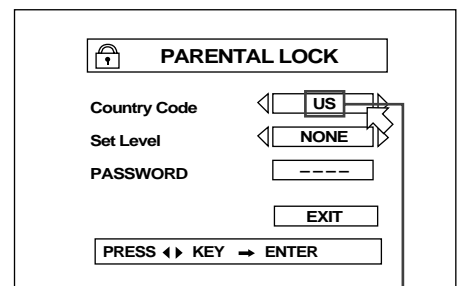 PARENTAL LOCK
Country Code US
Set Level NONE
PASSWORD – – – –
EXIT
PRESS ◀ ▶ KEY ➞ ENTER